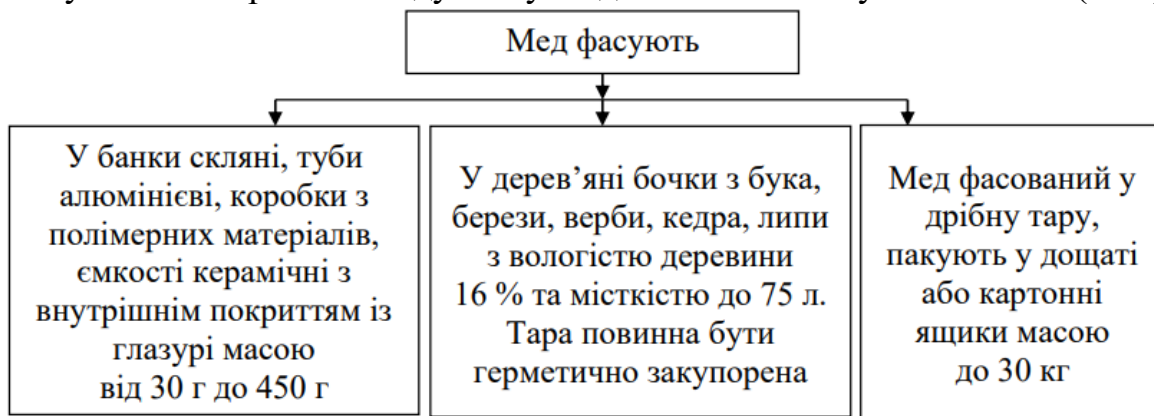 Мед фасують
У банки скляні, туби
алюмінієві, коробки з
полімерних матеріалів,
ємкості керамічні з
внутрішнім покриттям із
глазурі масою
від 30 г до 450 г
У дерев’яні бочки з бука,
берези, верби, кедра, липи
з вологістю деревини
16 % та місткістю до 75 л.
Тара повинна бути
герметично закупорена
Мед фасований у
дрібну тару,
пакують у дощаті
або картонні
ящики масою
до 30 кг